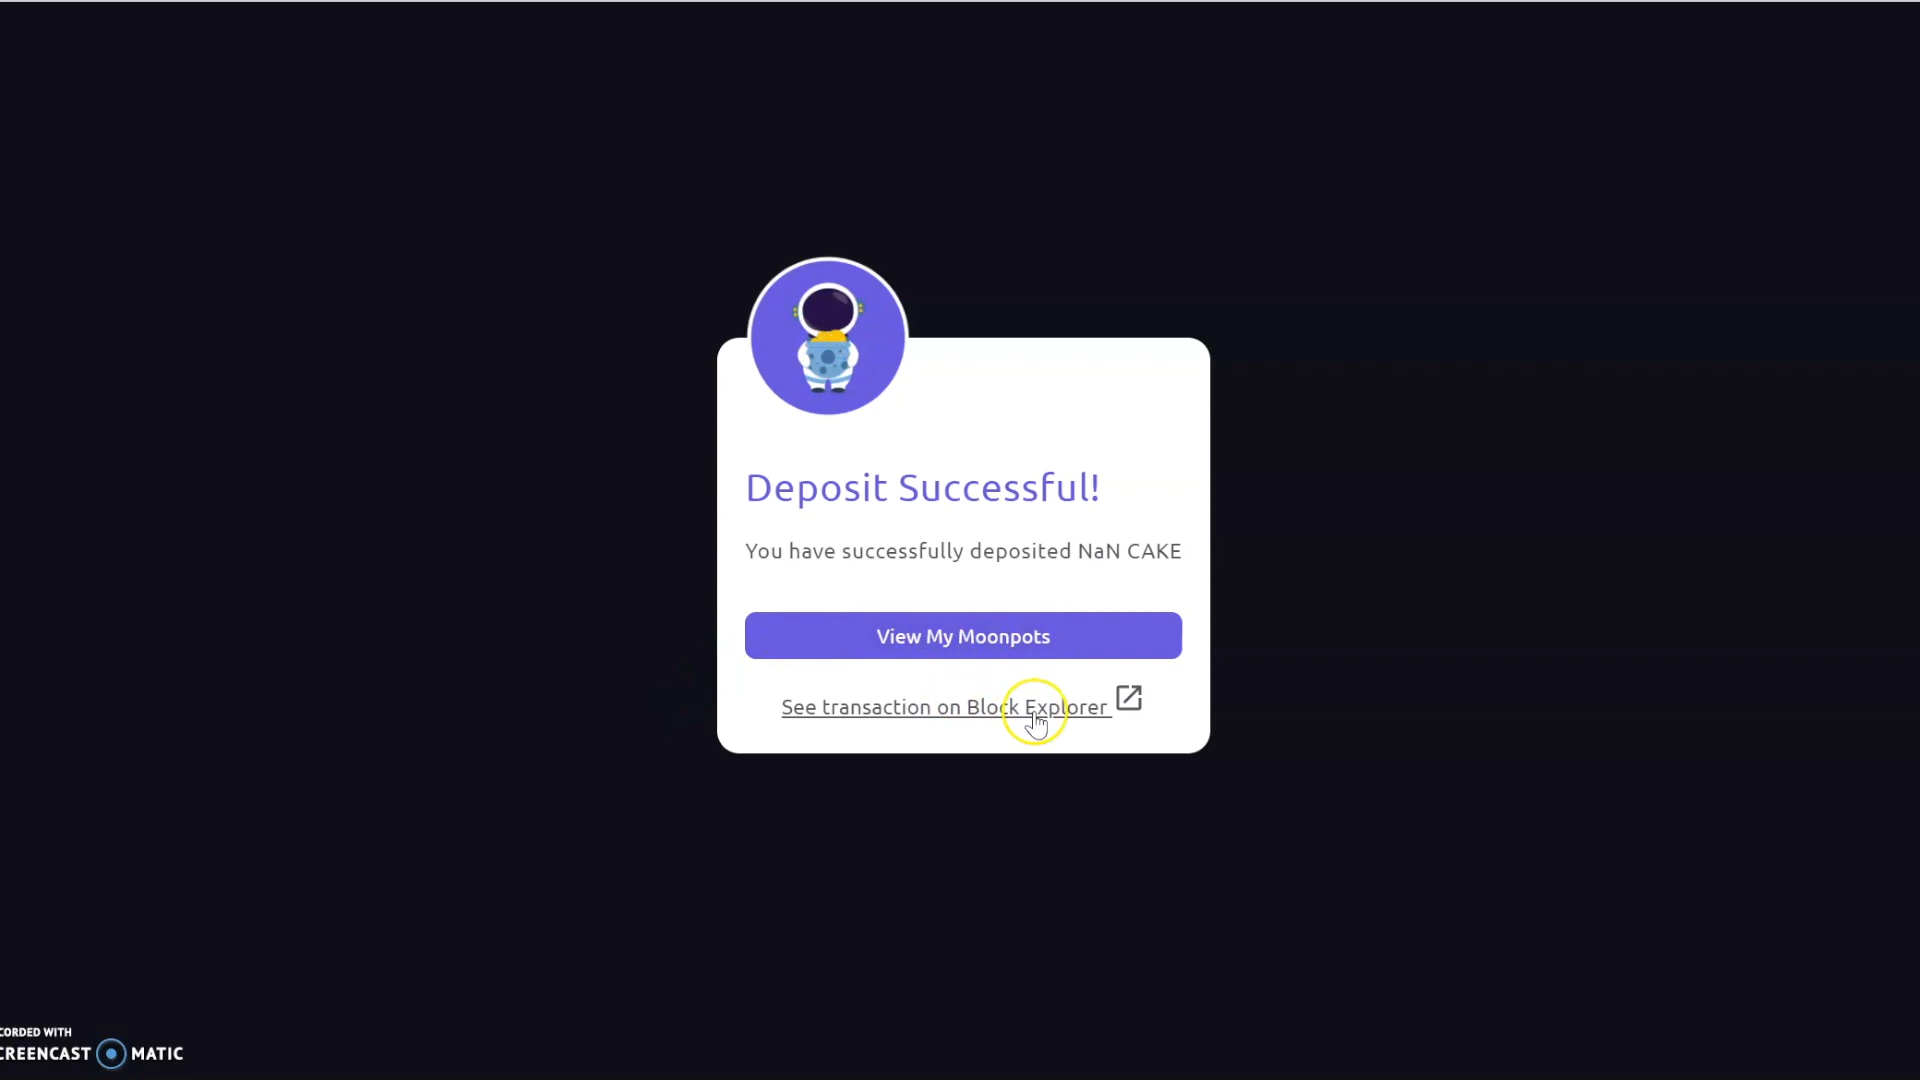 Deposit Successful!
You have successfully deposited NaN CAKE
View My Moonpots
See transaction on Block Explorer
CORDED WITH
CREENCAST MATIC